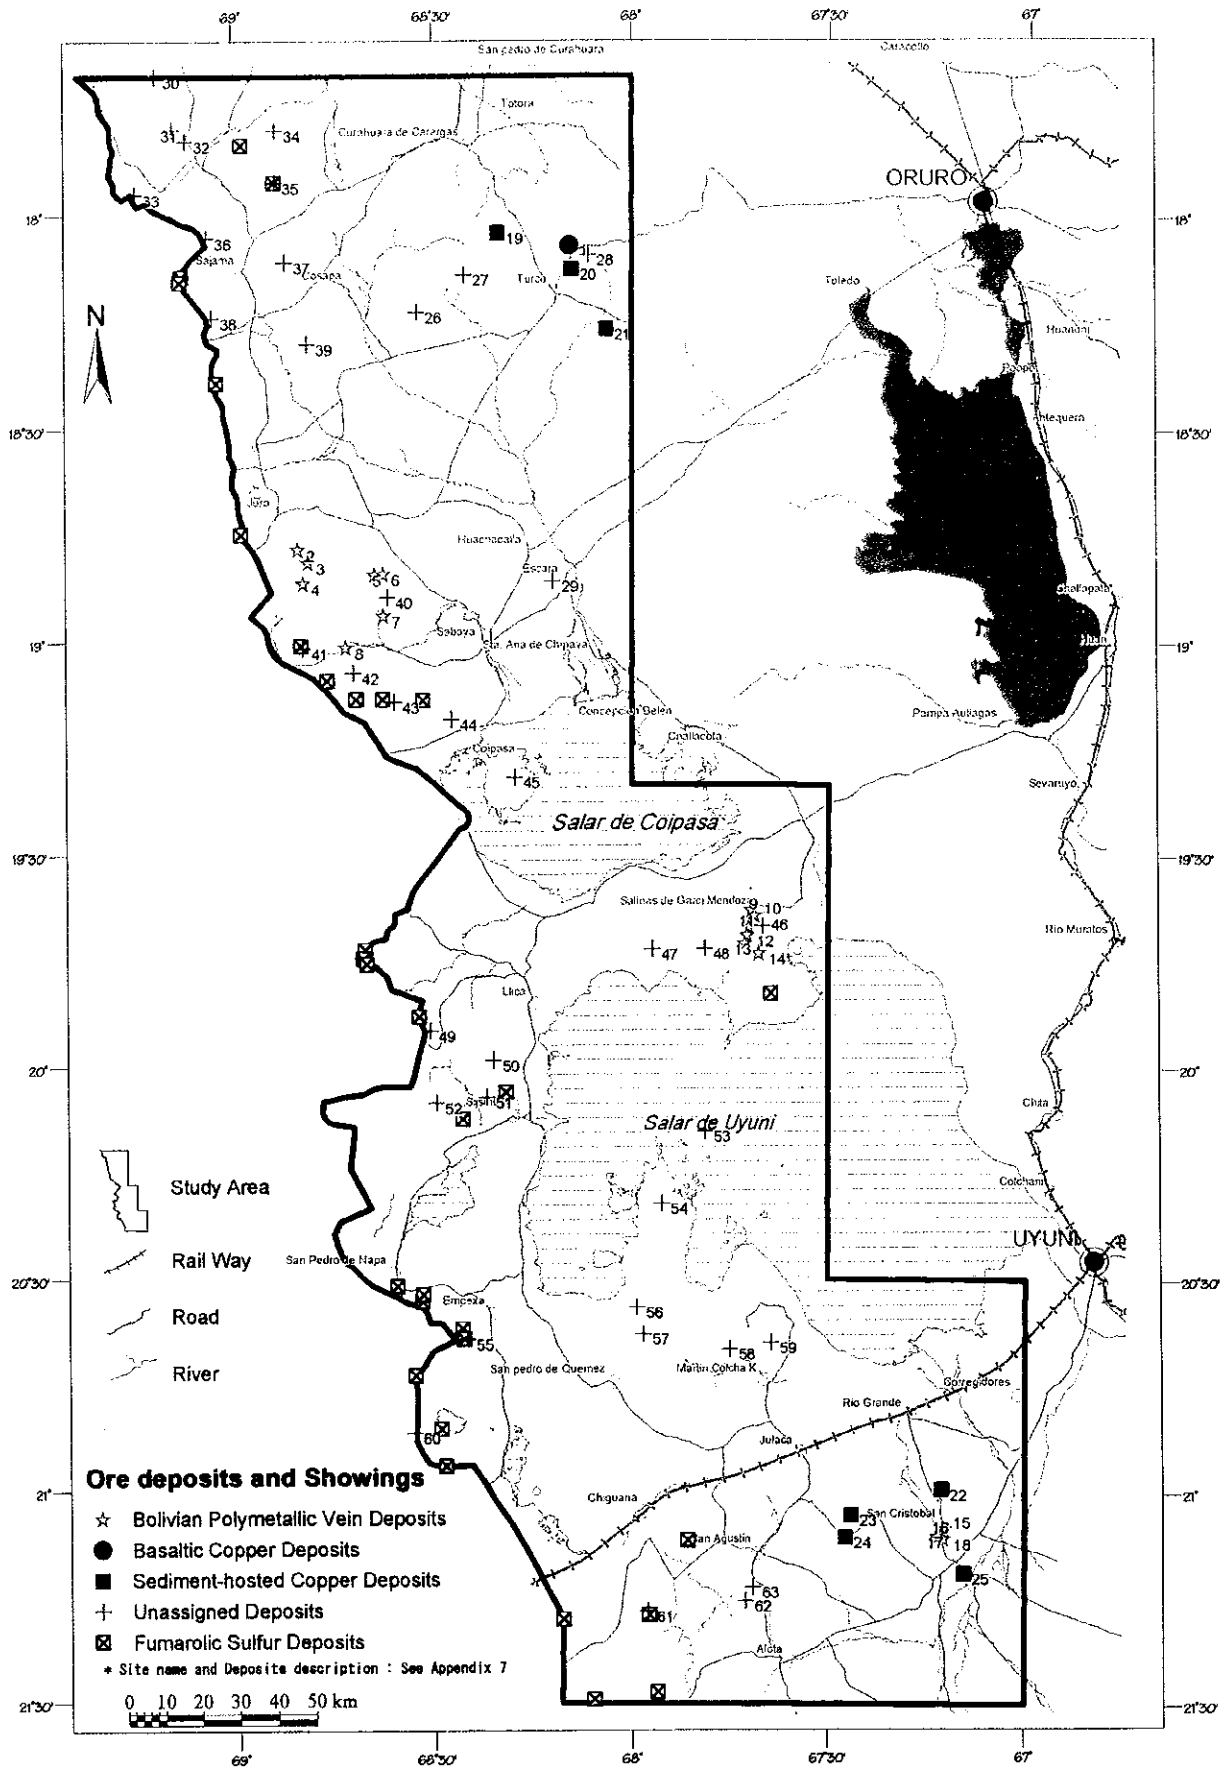 69°
68°30'
68°
67°30'
67°
San pedro de Curahuara
Caracollo
30
Totora
31
32
34
Curahuara de Carangas
35
ORURO
33
18°
18°
36
19
1
28
Sajama
37
Cosapa
27
Turco
20
Toledo
N
38
26
21
Huanuni
39
Poopo
Antequera
18°30'
18°30'
Huachacalla
2
3
4
5
6
Escara
29
40
Challapata
7
Sabaya
Sta. Ana de Chipaya
Huari
19°
19°
41
8
42
43
Concepcion Belen
Pampa Aullagas
44
Coipasa
Challacota
45
Sevaruyo
Salar de Coipasa
19°30'
19°30'
Salinas de Garci Mendoza
9
10
11
46
Rio Mulatos
47
48
12
13
14
Llica
49
50
20°
20°
52
51
Chita
Salar de Uyuni
53
Study Area
Colchani
54
UYUNI
Rail Way
San Pedro de Napa
20°30'
20°30'
Empexa
56
Road
55
57
58
59
San pedro de Quemez
Martin Colcha K
River
Corregidores
Rio Grande
60
Julaca
Ore deposits and Showings
Chiguana
22
21°
21°
Bolivian Polymetallic Vein Deposits
23
San Cristobal
15
16
24
San Agustin
17
18
Basaltic Copper Deposits
25
Sediment-hosted Copper Deposits
63
62
Unassigned Deposits
61
Fumarolic Sulfur Deposits
Alota
* Site name and Deposite description : See Appendix 7
0 10 20 30 40 50 km
21°30'
21°30'
69°
68°30'
68°
67°30'
67°